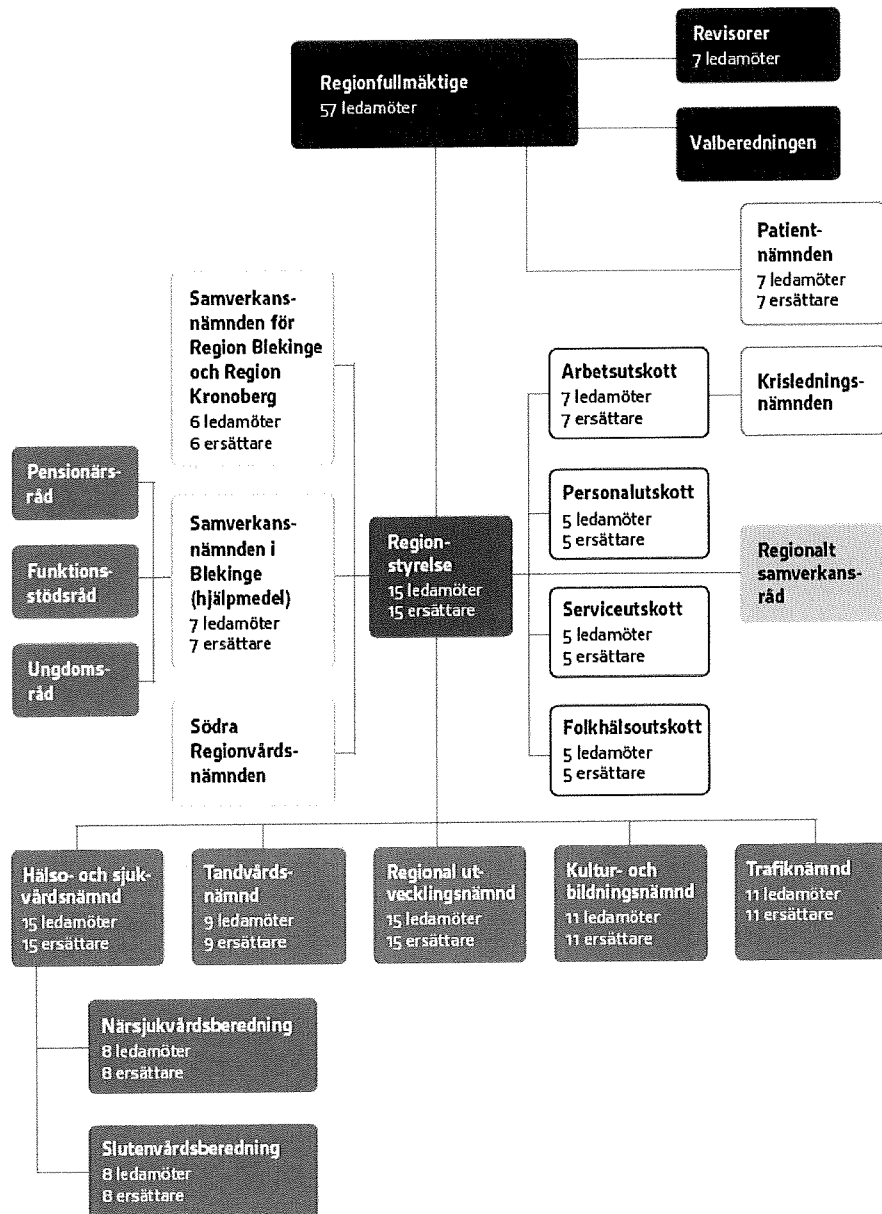 Regionfullmäktige
57 ledamöter
Revisorer
7 ledamöter
Valberedningen
Patient-
nämnden
7 ledamöter
7 ersättare
Samverkans-
nämnden för
Region Blekinge
och Region
Kronoberg
6 ledamöter
6 ersättare
Arbetsutskott
7 ledamöter
7 ersättare
Krislednings-
nämnden
Pensionärs-
råd
Funktions-
stödsråd
Ungdoms-
råd
Samverkans-
nämnden i
Blekinge
(hjälpmedel)
7 ledamöter
7 ersättare
Region-
styrelse
15 ledamöter
15 ersättare
Personalutskott
5 ledamöter
5 ersättare
Regionalt
samverkans-
råd
Serviceutskott
5 ledamöter
5 ersättare
Södra
Regionvårds-
nämnden
Folkhälsoutskott
5 ledamöter
5 ersättare
Hälso- och sjuk-
vårdsnämnd
15 ledamöter
15 ersättare
Tandvårds-
nämnd
9 ledamöter
9 ersättare
Regional ut-
vecklingsnämnd
15 ledamöter
15 ersättare
Kultur- och
bildningsnämnd
11 ledamöter
11 ersättare
Trafiknämnd
11 ledamöter
11 ersättare
Närsjukvårdsberedning
8 ledamöter
8 ersättare
Slutenvårdsberedning
8 ledamöter
8 ersättare